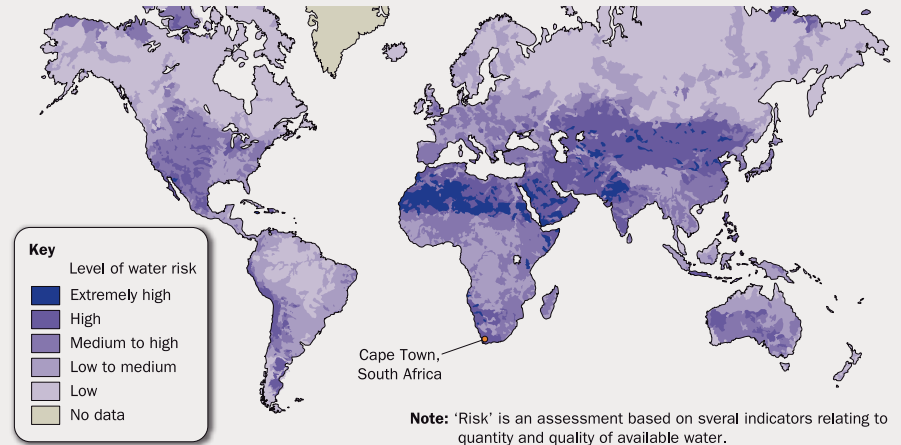 Key
Level of water risk
Extremely high
High
Medium to high
Low to medium
Low
No data
Cape Town,
South Africa
Note: ‘Risk’ is an assessment based on sveral indicators relating to
quantity and quality of available water.